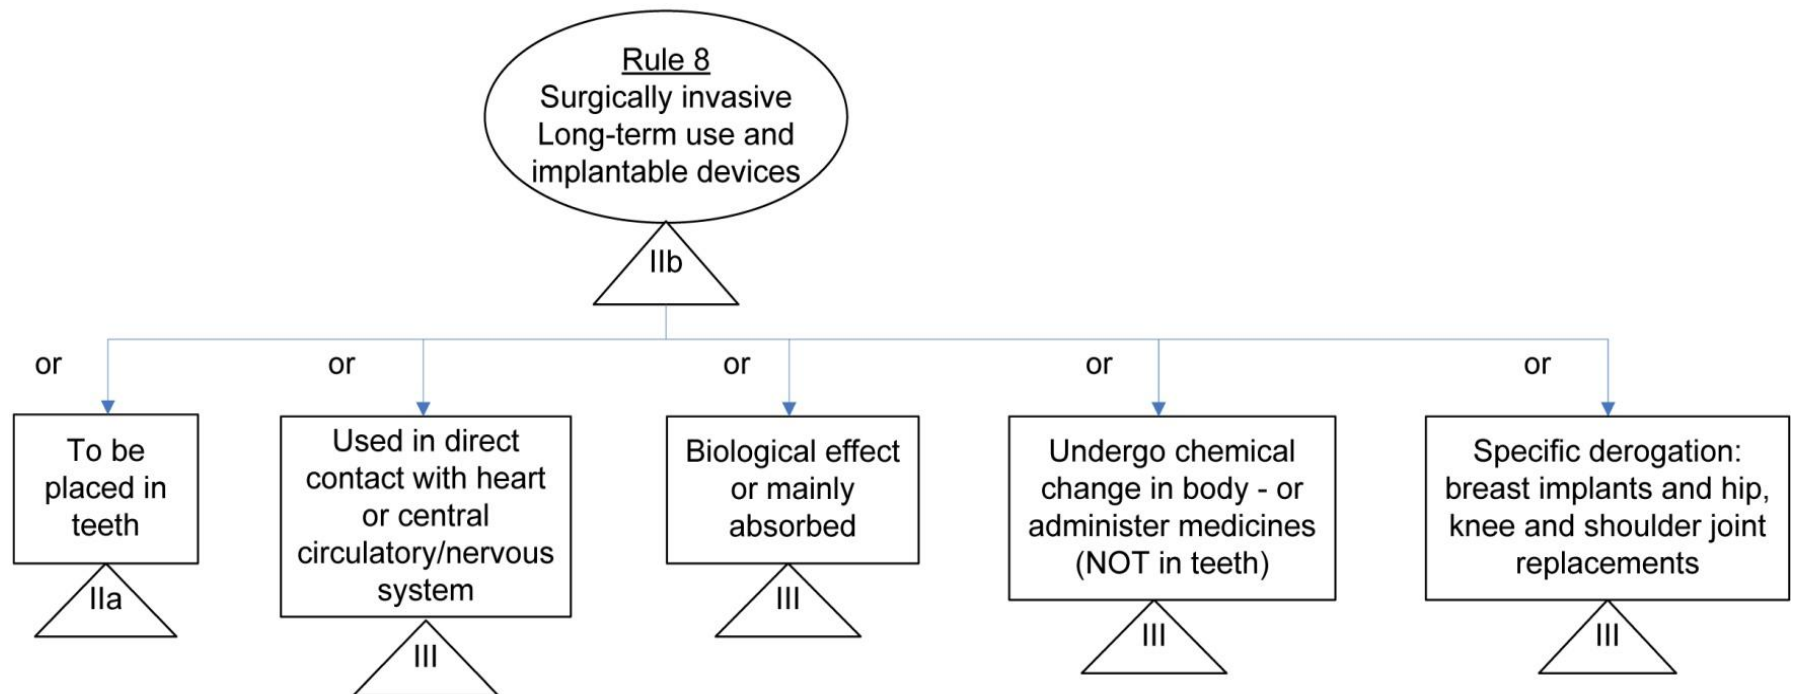 Rule 8
Surgically invasive
Long-term use and
implantable devices
IIb
or
or
or
or
or
To be
placed in
teeth
IIa
Used in direct
contact with heart
or central
circulatory/nervous
system
III
Biological effect
or mainly
absorbed
III
Undergo chemical
change in body - or
administer medicines
(NOT in teeth)
III
Specific derogation:
breast implants and hip,
knee and shoulder joint
replacements
III